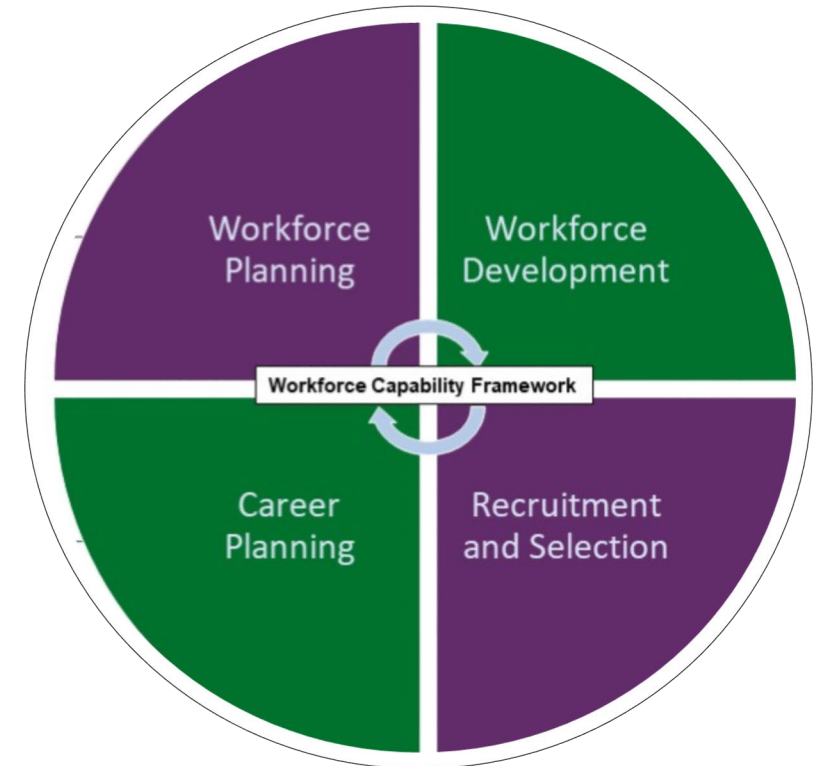 Workforce
Planning
Workforce
Development
Workforce Capability Framework
Career
Planning
Recruitment
and Selection